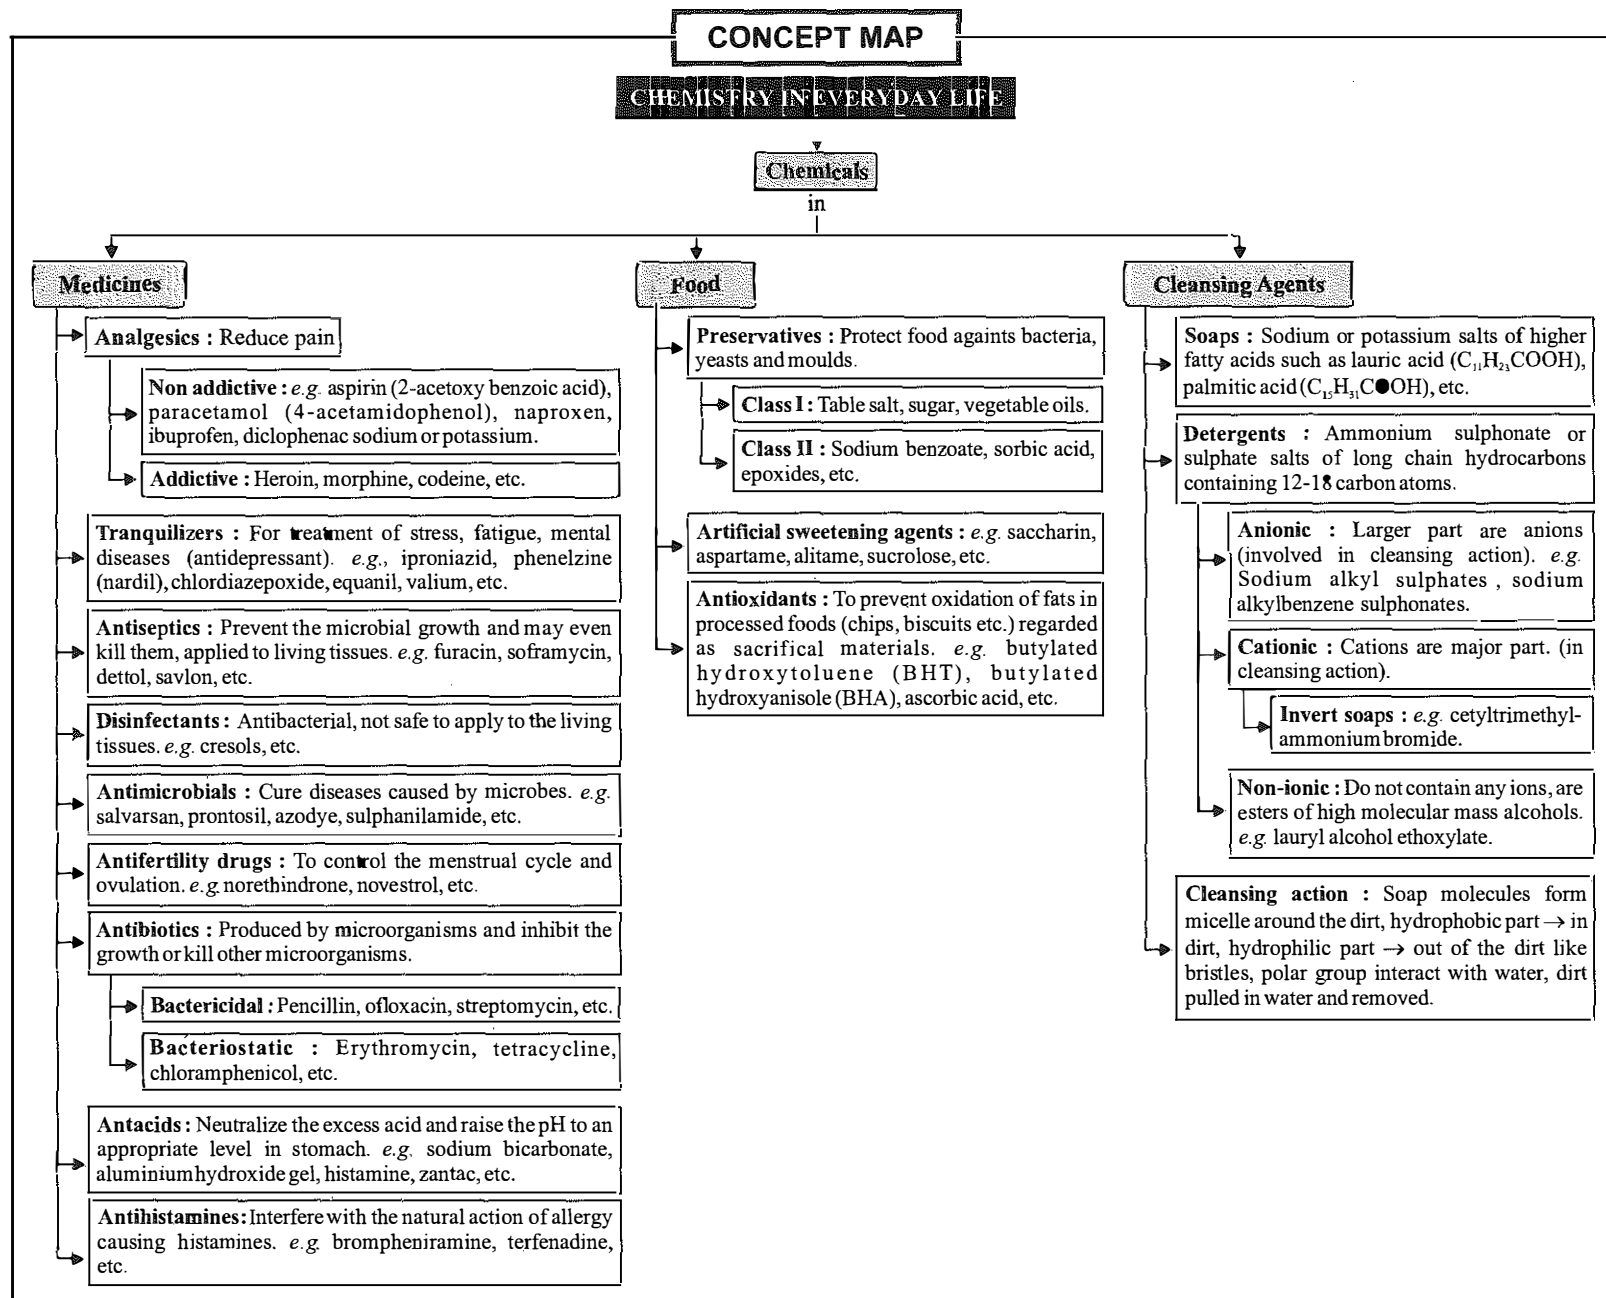 CONCEPT MAP
CHEMISTRY IN EVERYDAY LIFE
Chemicals
in
Medicines
Analgesics : Reduce pain
Non addictive : e.g. aspirin (2-acetoxy benzoic acid),
paracetamol (4-acetamidophenol), naproxen,
ibuprofen, diclophenac sodium or potassium.
Addictive : Heroin, morphine, codeine, etc.
Tranquilizers : For treatment of stress, fatigue, mental
diseases (antidepressant). e.g., iproniazid, phenelzine
(nardil), chlordiazepoxide, equanil, valium, etc.
Antiseptics : Prevent the microbial growth and may even
kill them, applied to living tissues. e.g. furacin, soframycin,
dettol, savlon, etc.
Disinfectants : Antibacterial, not safe to apply to the living
tissues. e.g. cresols, etc.
Antimicrobials : Cure diseases caused by microbes. e.g.
salvarsan, prontosil, azodye, sulphanilamide, etc.
Antifertility drugs : To control the menstrual cycle and
ovulation. e.g. norethindrone, novestrol, etc.
Antibiotics : Produced by microorganisms and inhibit the
growth or kill other microorganisms.
Bactericidal : Pencillin, ofloxacin, streptomycin, etc.
Bacteriostatic : Erythromycin, tetracycline,
chloramphenicol, etc.
Antacids : Neutralize the excess acid and raise the pH to an
appropriate level in stomach. e.g. sodium bicarbonate,
aluminium hydroxide gel, histamine, zantac, etc.
Antihistamines: Interfere with the natural action of allergy
causing histamines. e.g. brompheniramine, terfenadine,
etc.
Food
Preservatives : Protect food againts bacteria,
yeasts and moulds.
Class I : Table salt, sugar, vegetable oils.
Class II : Sodium benzoate, sorbic acid,
epoxides, etc.
Artificial sweetening agents : e.g. saccharin,
aspartame, alitame, sucrolose, etc.
Antioxidants : To prevent oxidation of fats in
processed foods (chips, biscuits etc.) regarded
as sacrifical materials. e.g. butylated
hydroxytoluene (BHT), butylated
hydroxyanisole (BHA), ascorbic acid, etc.
Cleansing Agents
Soaps : Sodium or potassium salts of higher
fatty acids such as lauric acid (C₁₁H₂₃COOH),
palmitic acid (C₁₅H₃₁COOH), etc.
Detergents : Ammonium sulphonate or
sulphate salts of long chain hydrocarbons
containing 12-18 carbon atoms.
Anionic : Larger part are anions
(involved in cleansing action). e.g.
Sodium alkyl sulphates , sodium
alkylbenzene sulphonates.
Cationic : Cations are major part. (in
cleansing action).
Invert soaps : e.g. cetyltrimethyl-
ammonium bromide.
Non-ionic : Do not contain any ions, are
esters of high molecular mass alcohols.
e.g. lauryl alcohol ethoxylate.
Cleansing action : Soap molecules form
micelle around the dirt, hydrophobic part → in
dirt, hydrophilic part → out of the dirt like
bristles, polar group interact with water, dirt
pulled in water and removed.